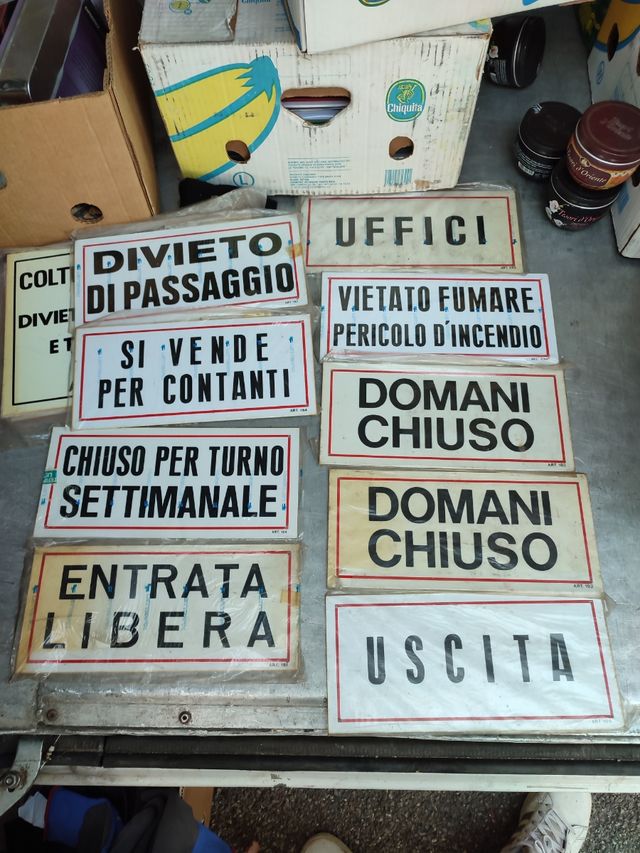 Chiquita
Chiquita
L
COLT
DIVIET
E T
DIVIETO
DI PASSAGGIO
SI VENDE
PER CONTANTI
CHIUSO PER TURNO
SETTIMANALE
ENTRATA
LIBERA
UFFICI
VIETATO FUMARE
PERICOLO D'INCENDIO
DOMANI
CHIUSO
DOMANI
CHIUSO
USCITA